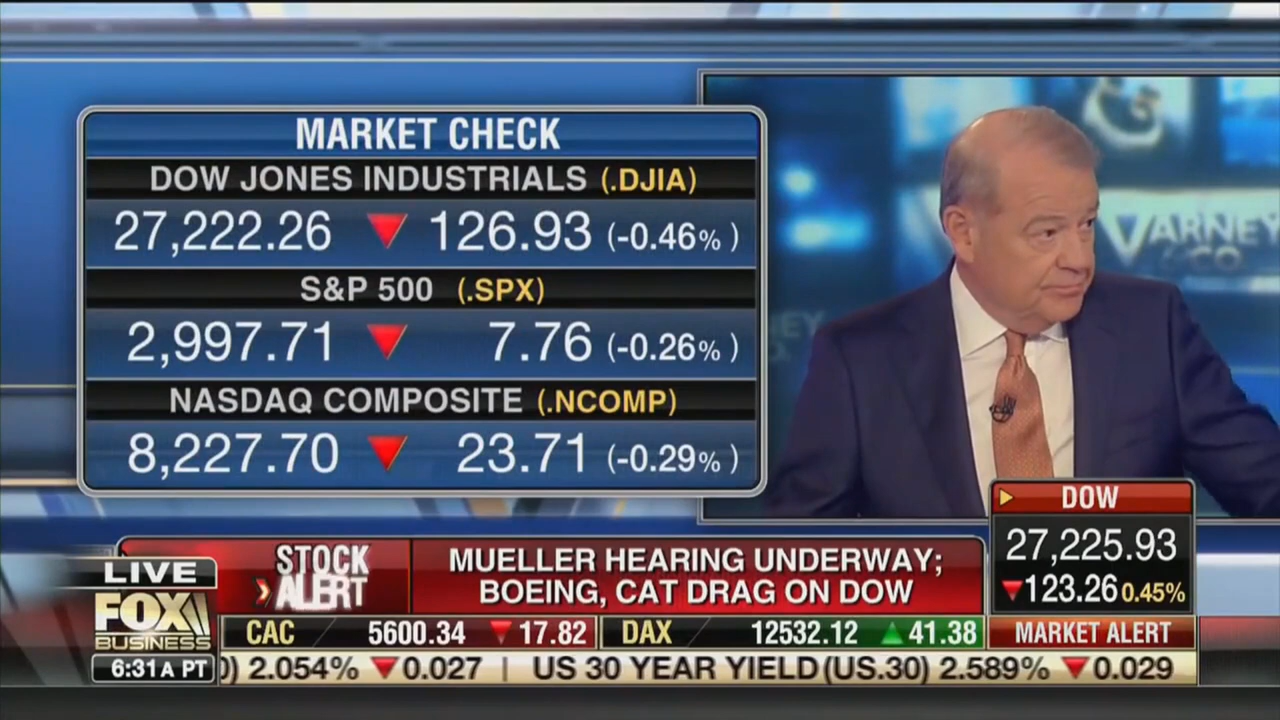 MARKET CHECK
DOW JONES INDUSTRIALS (.DJIA)
27,222.26 ▼ 126.93 (-0.46%)
S&P 500 (.SPX)
2,997.71 ▼ 7.76 (-0.26%)
NASDAQ COMPOSITE (.NCOMP)
8,227.70 ▼ 23.71 (-0.29%)
VARNEY
& CO
DOW
27,225.93
▼123.26 0.45%
MARKET ALERT
STOCK
ALERT
MUELLER HEARING UNDERWAY;
BOEING, CAT DRAG ON DOW
LIVE
FOX
BUSINESS
6:31A PT
CAC 5600.34 ▼ 17.82 DAX 12532.12 ▲ 41.38
) 2.054% ▼0.027 | US 30 YEAR YIELD (US.30) 2.589% ▼0.029